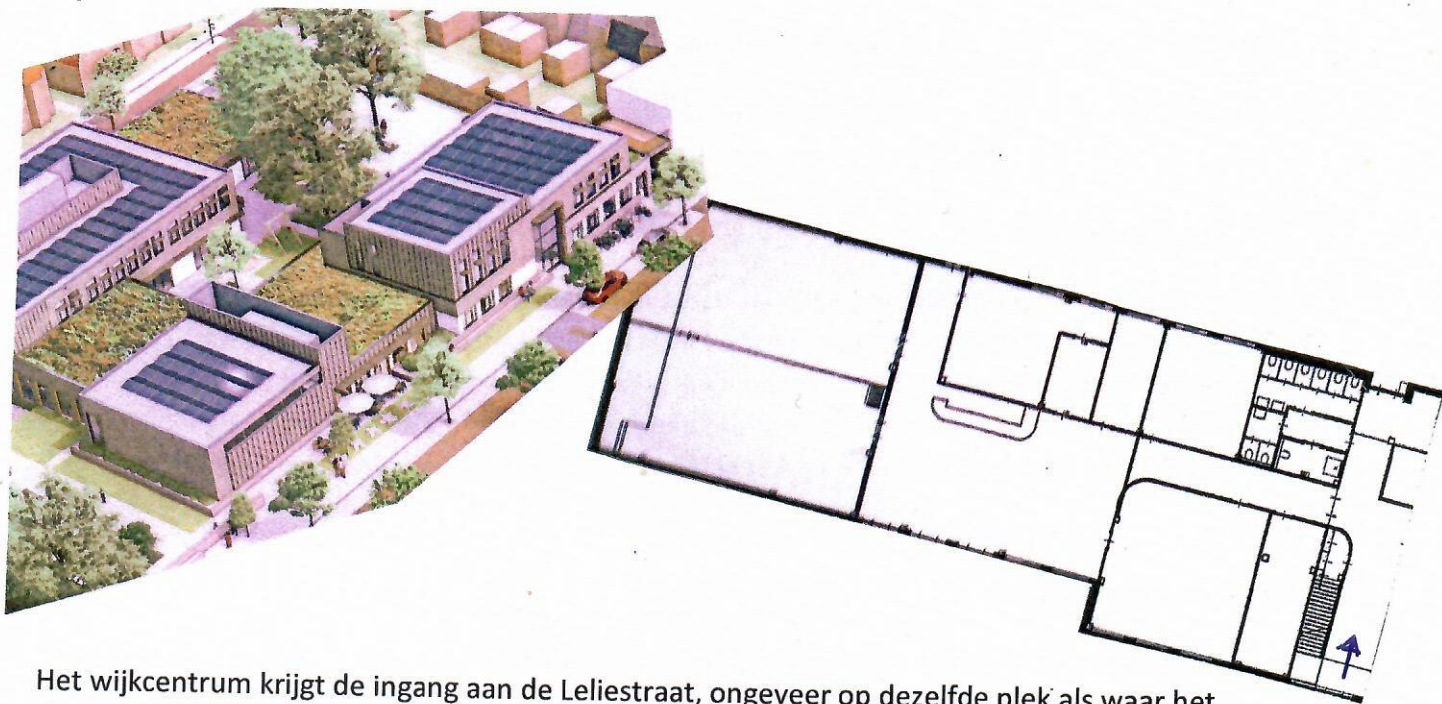 Het wijkcentrum krijgt de ingang aan de Leliestraat, ongeveer op dezelfde plek als waar het